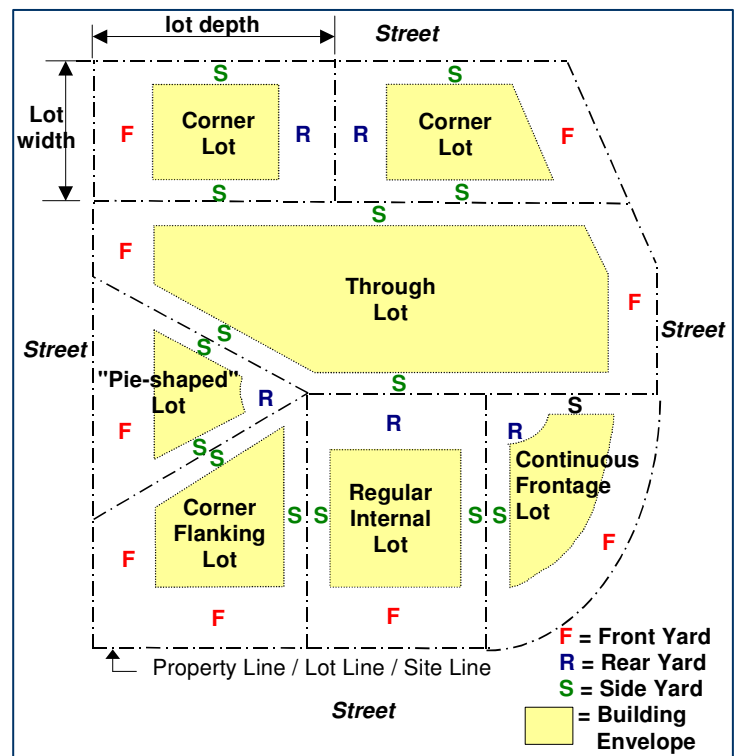 lot depth
Street
S
S
Lot
width
F
Corner
Lot
R
R
Corner
Lot
F
S
S
S
F
Through
Lot
F
S
Street
Street
S
S
"Pie-shaped"
Lot
R
S
F
R
R
Continuous
Frontage
Lot
S
S
Corner
Flanking
Lot
S
S
Regular
Internal
Lot
S
S
F
F
F
F
F = Front Yard
R = Rear Yard
S = Side Yard
= Building
Envelope
Property Line / Lot Line / Site Line
Street